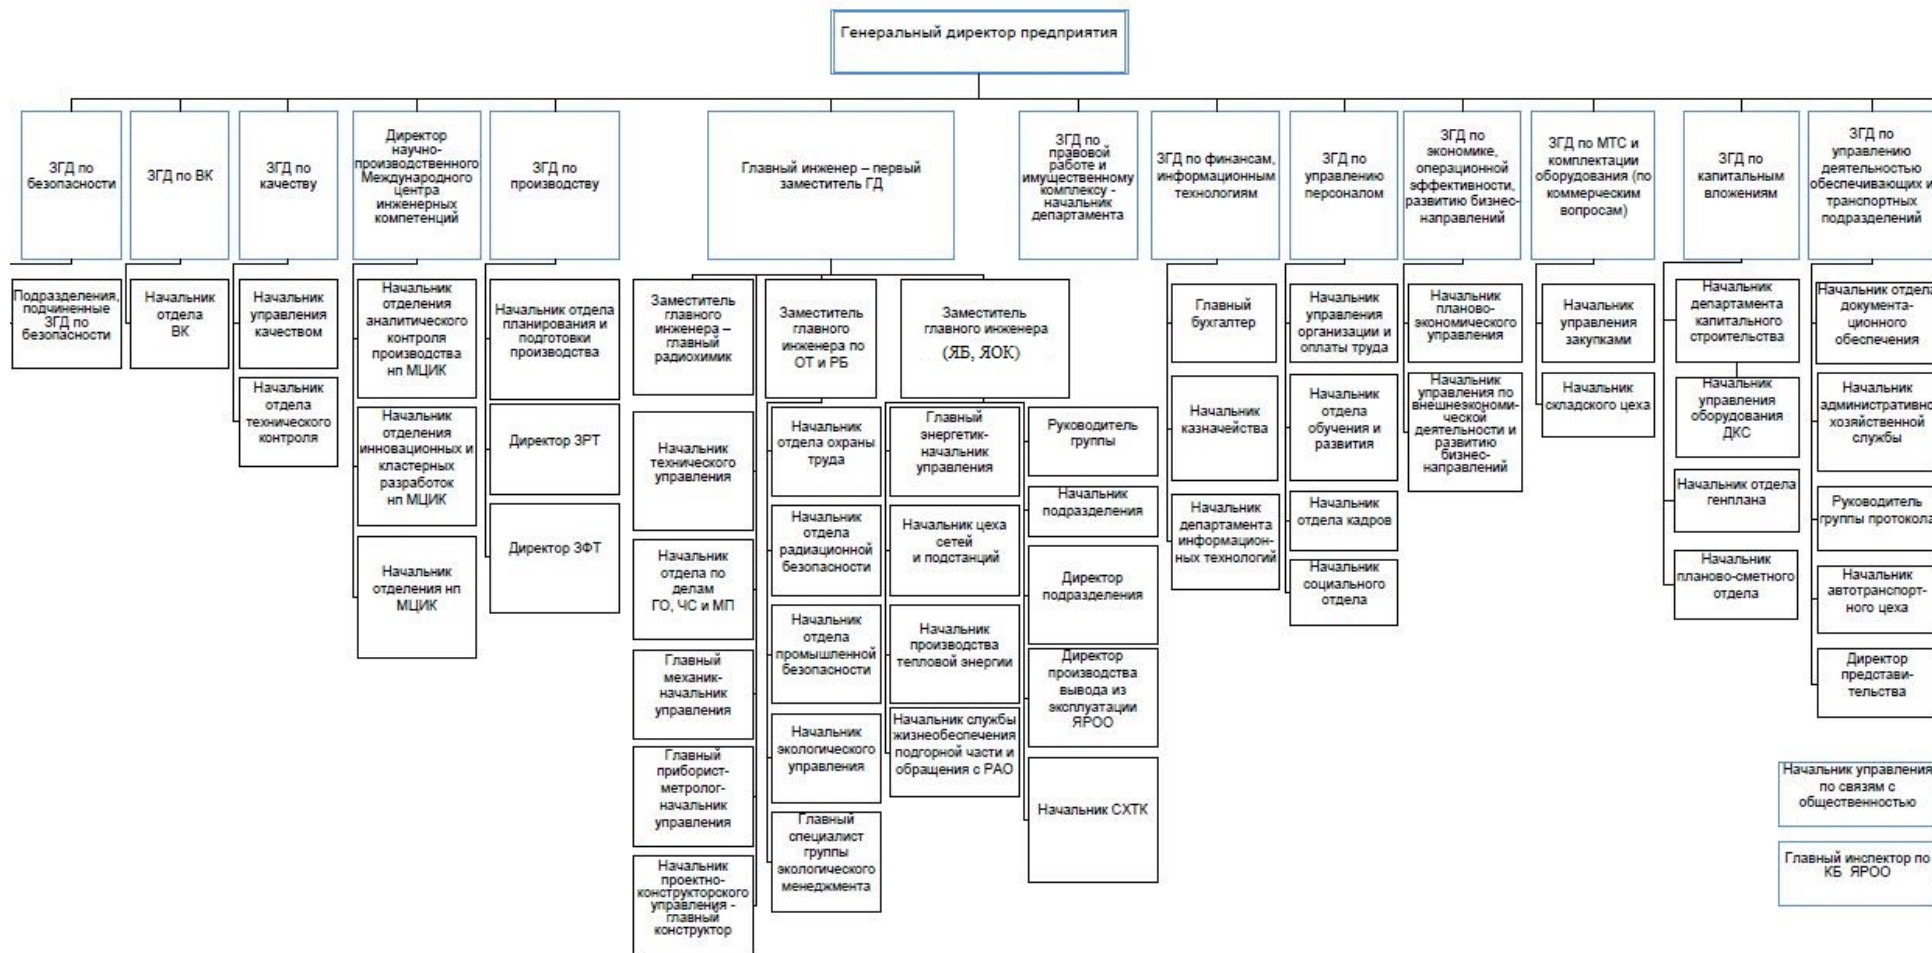 Генеральный директор предприятия
ЗГД по
безопасности
ЗГД по ВК
ЗГД по
качеству
Директор
научно-
производственного
Международного
центра
инженерных
компетенций
ЗГД по
производству
Главный инженер – первый
заместитель ГД
ЗГД по
правовой
работе и
имущественному
комплексу -
начальник
департамента
ЗГД по финансам,
информационным
технологиям
ЗГД по
управлению
персоналом
ЗГД по
экономике,
операционной
эффективности,
развитию бизнес-
направлений
ЗГД по МТС и
комплектации
оборудования (по
коммерческим
вопросам)
ЗГД по
капитальным
вложениям
ЗГД по
управлению
деятельностью
обеспечивающих и
транспортных
подразделений
Подразделения,
подчиненные
ЗГД по
безопасности
Начальник
отдела
ВК
Начальник
управления
качеством
Начальник
отдела
технического
контроля
Начальник
отделения
аналитического
контроля
производства
нп МЦИК
Начальник
отделения
инновационных и
кластерных
разработок
нп МЦИК
Начальник
отделения нп
МЦИК
Начальник отдела
планирования и
подготовки
производства
Директор ЗРТ
Директор ЗФТ
Заместитель
главного
инженера –
главный
радиохимик
Начальник
технического
управления
Начальник
отдела по
делам
ГО, ЧС и МП
Главный
механик-
начальник
управления
Главный
приборист-
метролог-
начальник
управления
Начальник
проектно-
конструкторского
управления -
главный
конструктор
Заместитель
главного
инженера по
ОТ и РБ
Начальник
отдела охраны
труда
Начальник
отдела
радиационной
безопасности
Начальник
отдела
промышленной
безопасности
Начальник
экологического
управления
Главный
специалист
группы
экологического
менеджмента
Заместитель
главного инженера
(ЯБ, ЯОК)
Главный
энергетик-
начальник
управления
Начальник цеха
сетей
и подстанций
Начальник
производства
тепловой энергии
Начальник службы
жизнеобеспечения
подгорной части и
обращения с РАО
Руководитель
группы
Начальник
подразделения
Директор
подразделения
Директор
производства
вывода из
эксплуатации
ЯРОО
Начальник СХТК
Главный
бухгалтер
Начальник
казначейства
Начальник
департамента
информацион-
ных технологий
Начальник
управления
организации и
оплаты труда
Начальник
отдела
обучения и
развития
Начальник
отдела кадров
Начальник
социального
отдела
Начальник
планово-
экономического
управления
Начальник
управления по
внешнеэкономи-
ческой
деятельности и
развитию
бизнес-
направлений
Начальник
управления
закупками
Начальник
складского цеха
Начальник
департамента
капитального
строительства
Начальник
управления
оборудования
ДКС
Начальник отдела
генплана
Начальник
планово-сметного
отдела
Начальник отдела
документа-
ционного
обеспечения
Начальник
административно
хозяйственной
службы
Руководитель
группы протокола
Начальник
автотранспорт-
ного цеха
Директор
представи-
тельства
Начальник управления
по связям с
общественностью
Главный инспектор по
КБ ЯРОО